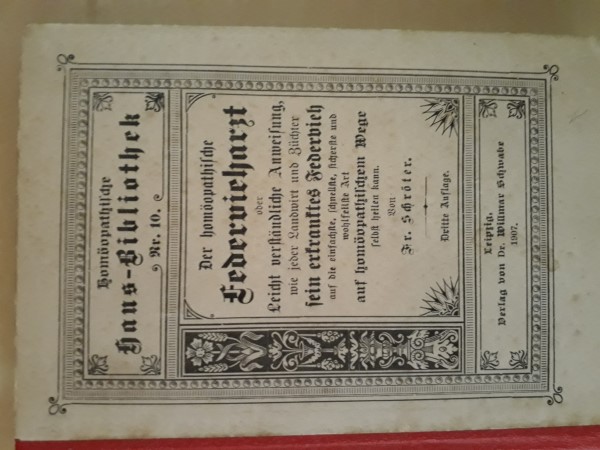 Homöopathische
Haus-Bibliothek
Nr. 10.
Der homöopathische
Federvieharzt
oder
Leicht verständliche Anweisung,
wie jeder Landwirt und Züchter
sein erkranktes Federvieh
auf die einfachste, schnellste, sicherste und
wohlfeilste Art
auf homöopathischem Wege
selbst heilen kann.
Von
Fr. Schröter.
Dritte Auflage.
Leipzig.
Verlag von Dr. Willmar Schwabe
1907.